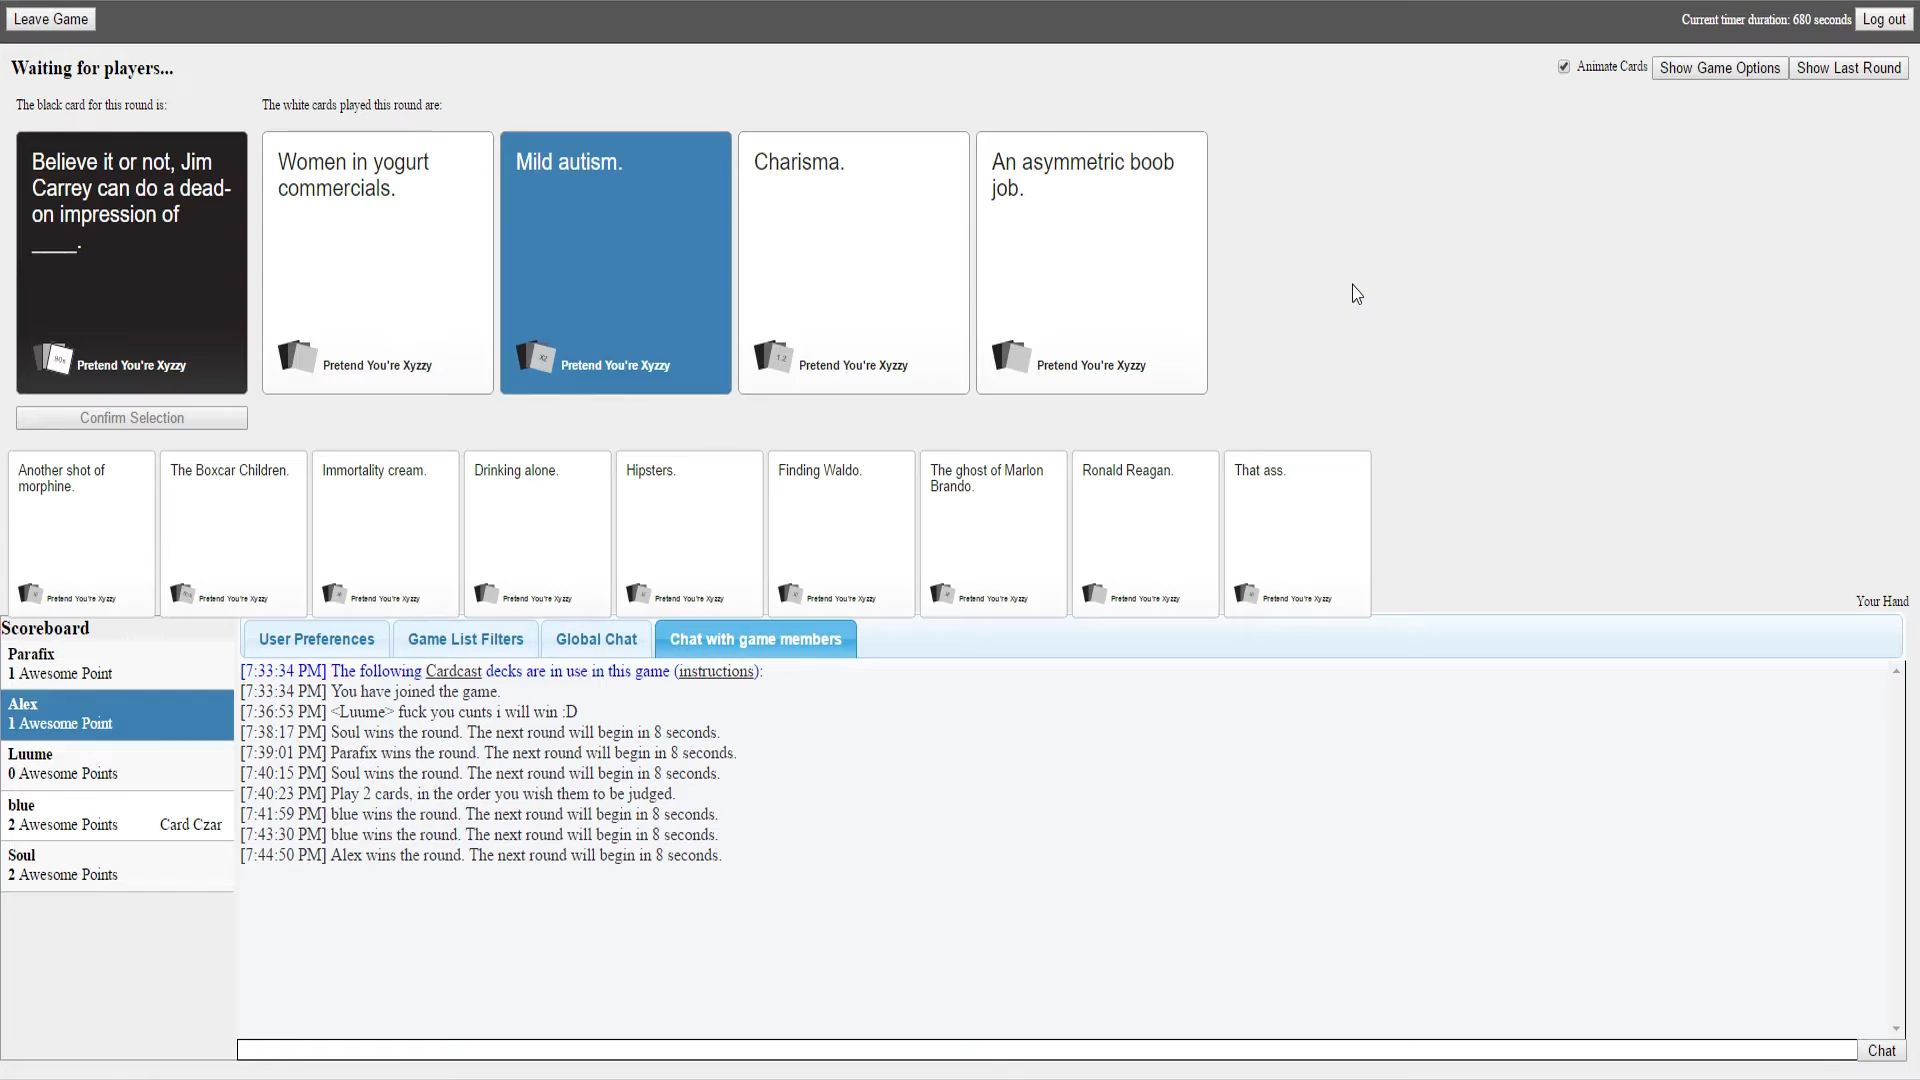 Leave Game
Current timer duration: 680 seconds
Log out
Waiting for players...
Animate Cards
Show Game Options
Show Last Round
The black card for this round is:
The white cards played this round are:
Believe it or not, Jim
Carrey can do a dead-
on impression of
____.
90s
Pretend You're Xyzzy
Women in yogurt
commercials.
Pretend You're Xyzzy
Mild autism.
X2
Pretend You're Xyzzy
Charisma.
1.2
Pretend You're Xyzzy
An asymmetric boob
job.
Pretend You're Xyzzy
Confirm Selection
Another shot of
morphine.
Pretend You're Xyzzy
The Boxcar Children.
Pretend You're Xyzzy
Immortality cream.
Pretend You're Xyzzy
Drinking alone.
Pretend You're Xyzzy
Hipsters.
Pretend You're Xyzzy
Finding Waldo.
Pretend You're Xyzzy
The ghost of Marlon
Brando.
Pretend You're Xyzzy
Ronald Reagan.
Pretend You're Xyzzy
That ass.
Pretend You're Xyzzy
Your Hand
Scoreboard
Parafix
1 Awesome Point
Alex
1 Awesome Point
Luume
0 Awesome Points
blue
2 Awesome Points Card Czar
Soul
2 Awesome Points
User Preferences
Game List Filters
Global Chat
Chat with game members
[7:33:34 PM] The following Cardcast decks are in use in this game (instructions):
[7:33:34 PM] You have joined the game.
[7:36:53 PM] <Luume> fuck you cunts i will win :D
[7:38:17 PM] Soul wins the round. The next round will begin in 8 seconds.
[7:39:01 PM] Parafix wins the round. The next round will begin in 8 seconds.
[7:40:15 PM] Soul wins the round. The next round will begin in 8 seconds.
[7:40:23 PM] Play 2 cards, in the order you wish them to be judged.
[7:41:59 PM] blue wins the round. The next round will begin in 8 seconds.
[7:43:30 PM] blue wins the round. The next round will begin in 8 seconds.
[7:44:50 PM] Alex wins the round. The next round will begin in 8 seconds.
Chat